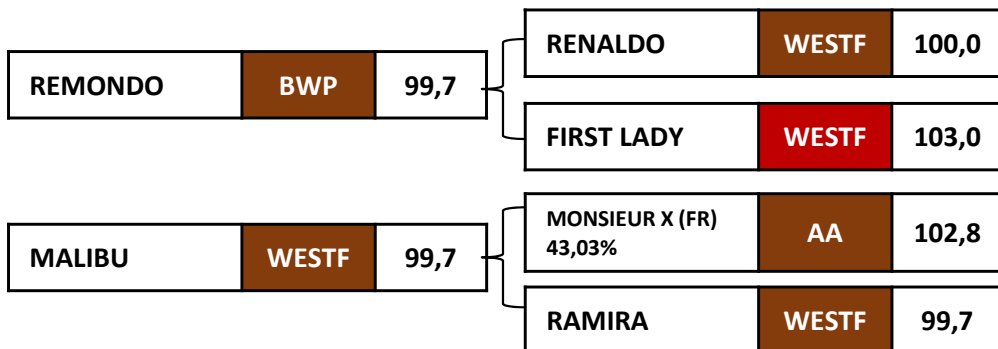 RENALDO WESTF 100,0
REMONDO BWP 99,7
FIRST LADY WESTF 103,0
MONSIEUR X (FR)
43,03% AA 102,8
MALIBU WESTF 99,7
RAMIRA WESTF 99,7